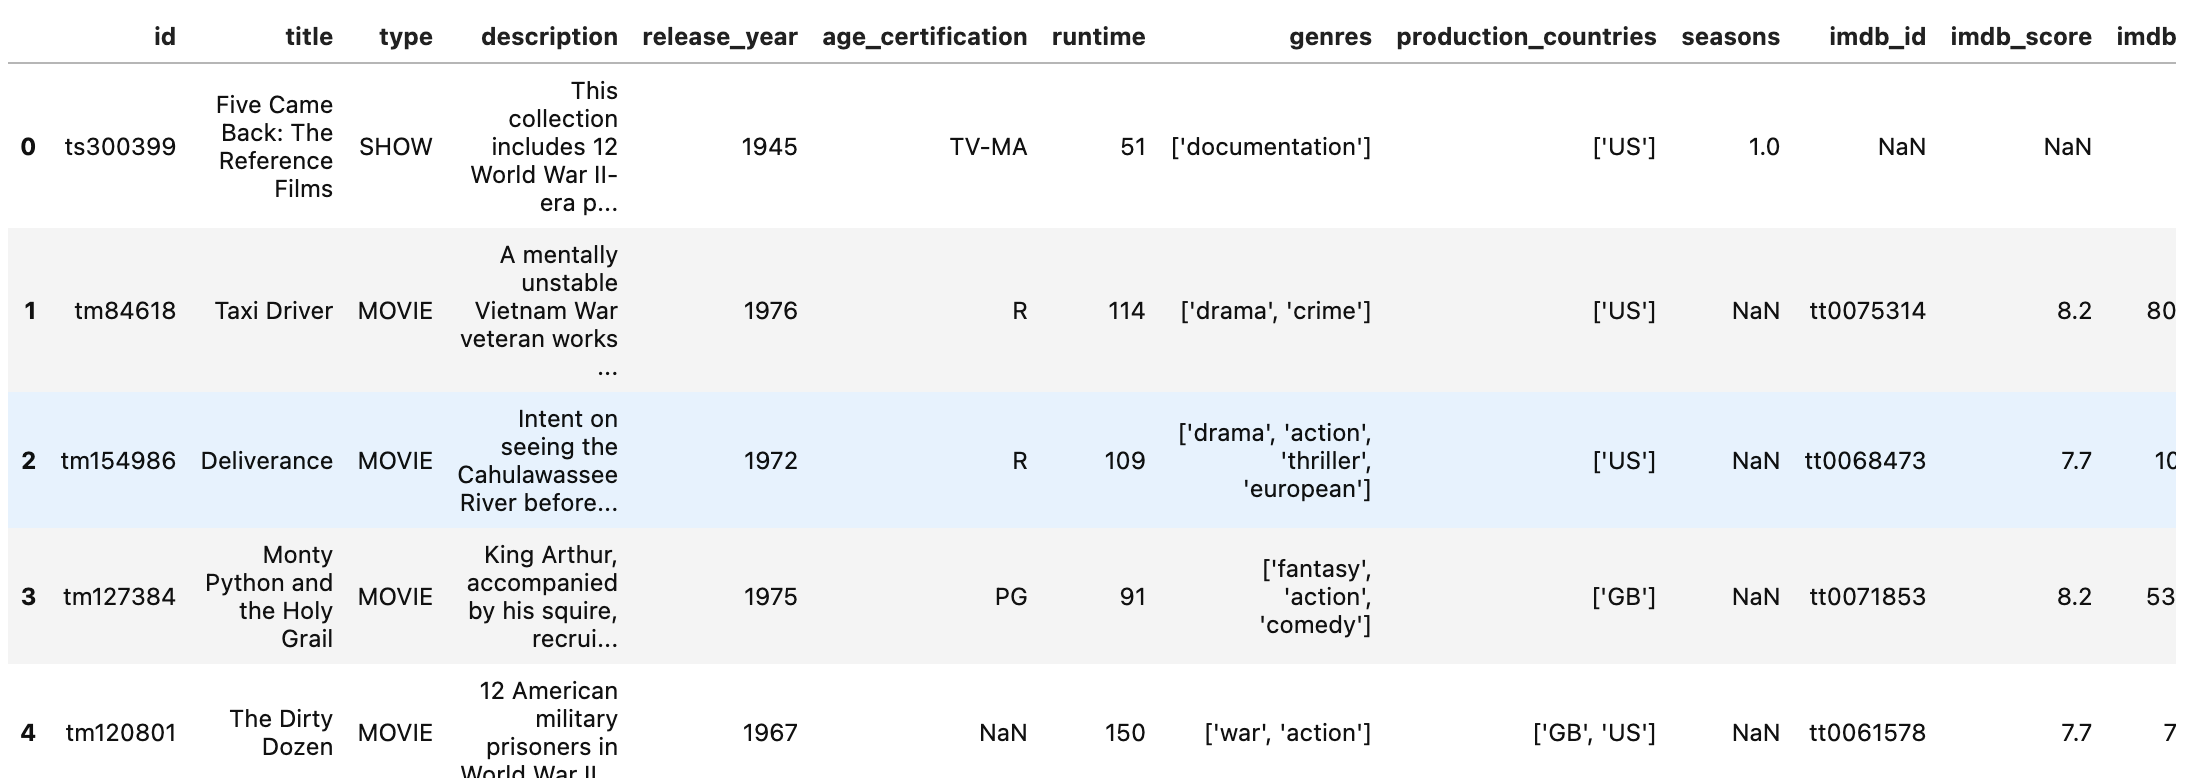 id title type description release_year age_certification runtime genres production_countries seasons imdb_id imdb_score imdb
This
Five Came collection
Back: The includes 12
0 ts300399 SHOW 1945 TV-MA 51 ['documentation'] ['US'] 1.0 NaN NaN
Reference World War II-
Films era p...
A mentally
unstable
1 tm84618 Taxi Driver MOVIE Vietnam War 1976 R 114 ['drama', 'crime'] ['US'] NaN tt0075314 8.2 80
veteran works
...
Intent on
seeing the ['drama', 'action',
2 tm154986 Deliverance MOVIE Cahulawassee 1972 R 109 'thriller', ['US'] NaN tt0068473 7.7 10
River before... 'european']
Monty King Arthur,
Python and accompanied ['fantasy',
3 tm127384 the Holy MOVIE by his squire, 1975 PG 91 'action', ['GB'] NaN tt0071853 8.2 53
Grail recrui... 'comedy']
12 American
The Dirty military
4 tm120801 Dozen MOVIE prisoners in 1967 NaN 150 ['war', 'action'] ['GB', 'US'] NaN tt0061578 7.7 7
World War II